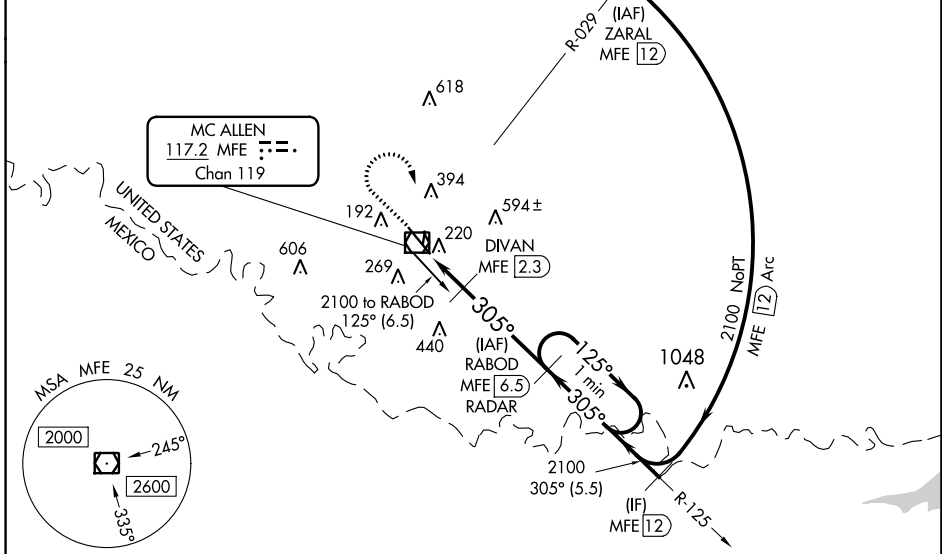 (IAF)
ZARAL
MFE 12
R-029
618
MC ALLEN
117.2 MFE
Chan 119
394
192
594±
220
UNITED STATES
MEXICO
606
269
DIVAN
MFE 2.3
2100 to RABOD
125° (6.5)
305°
440
2100 NoPT
MFE 12 Arc
(IAF)
RABOD
MFE 6.5
RADAR
125°
1 min
305°
1048
MSA MFE 25 NM
2000
245°
2600
335°
2100
305° (5.5)
(IF)
MFE 12
R-125